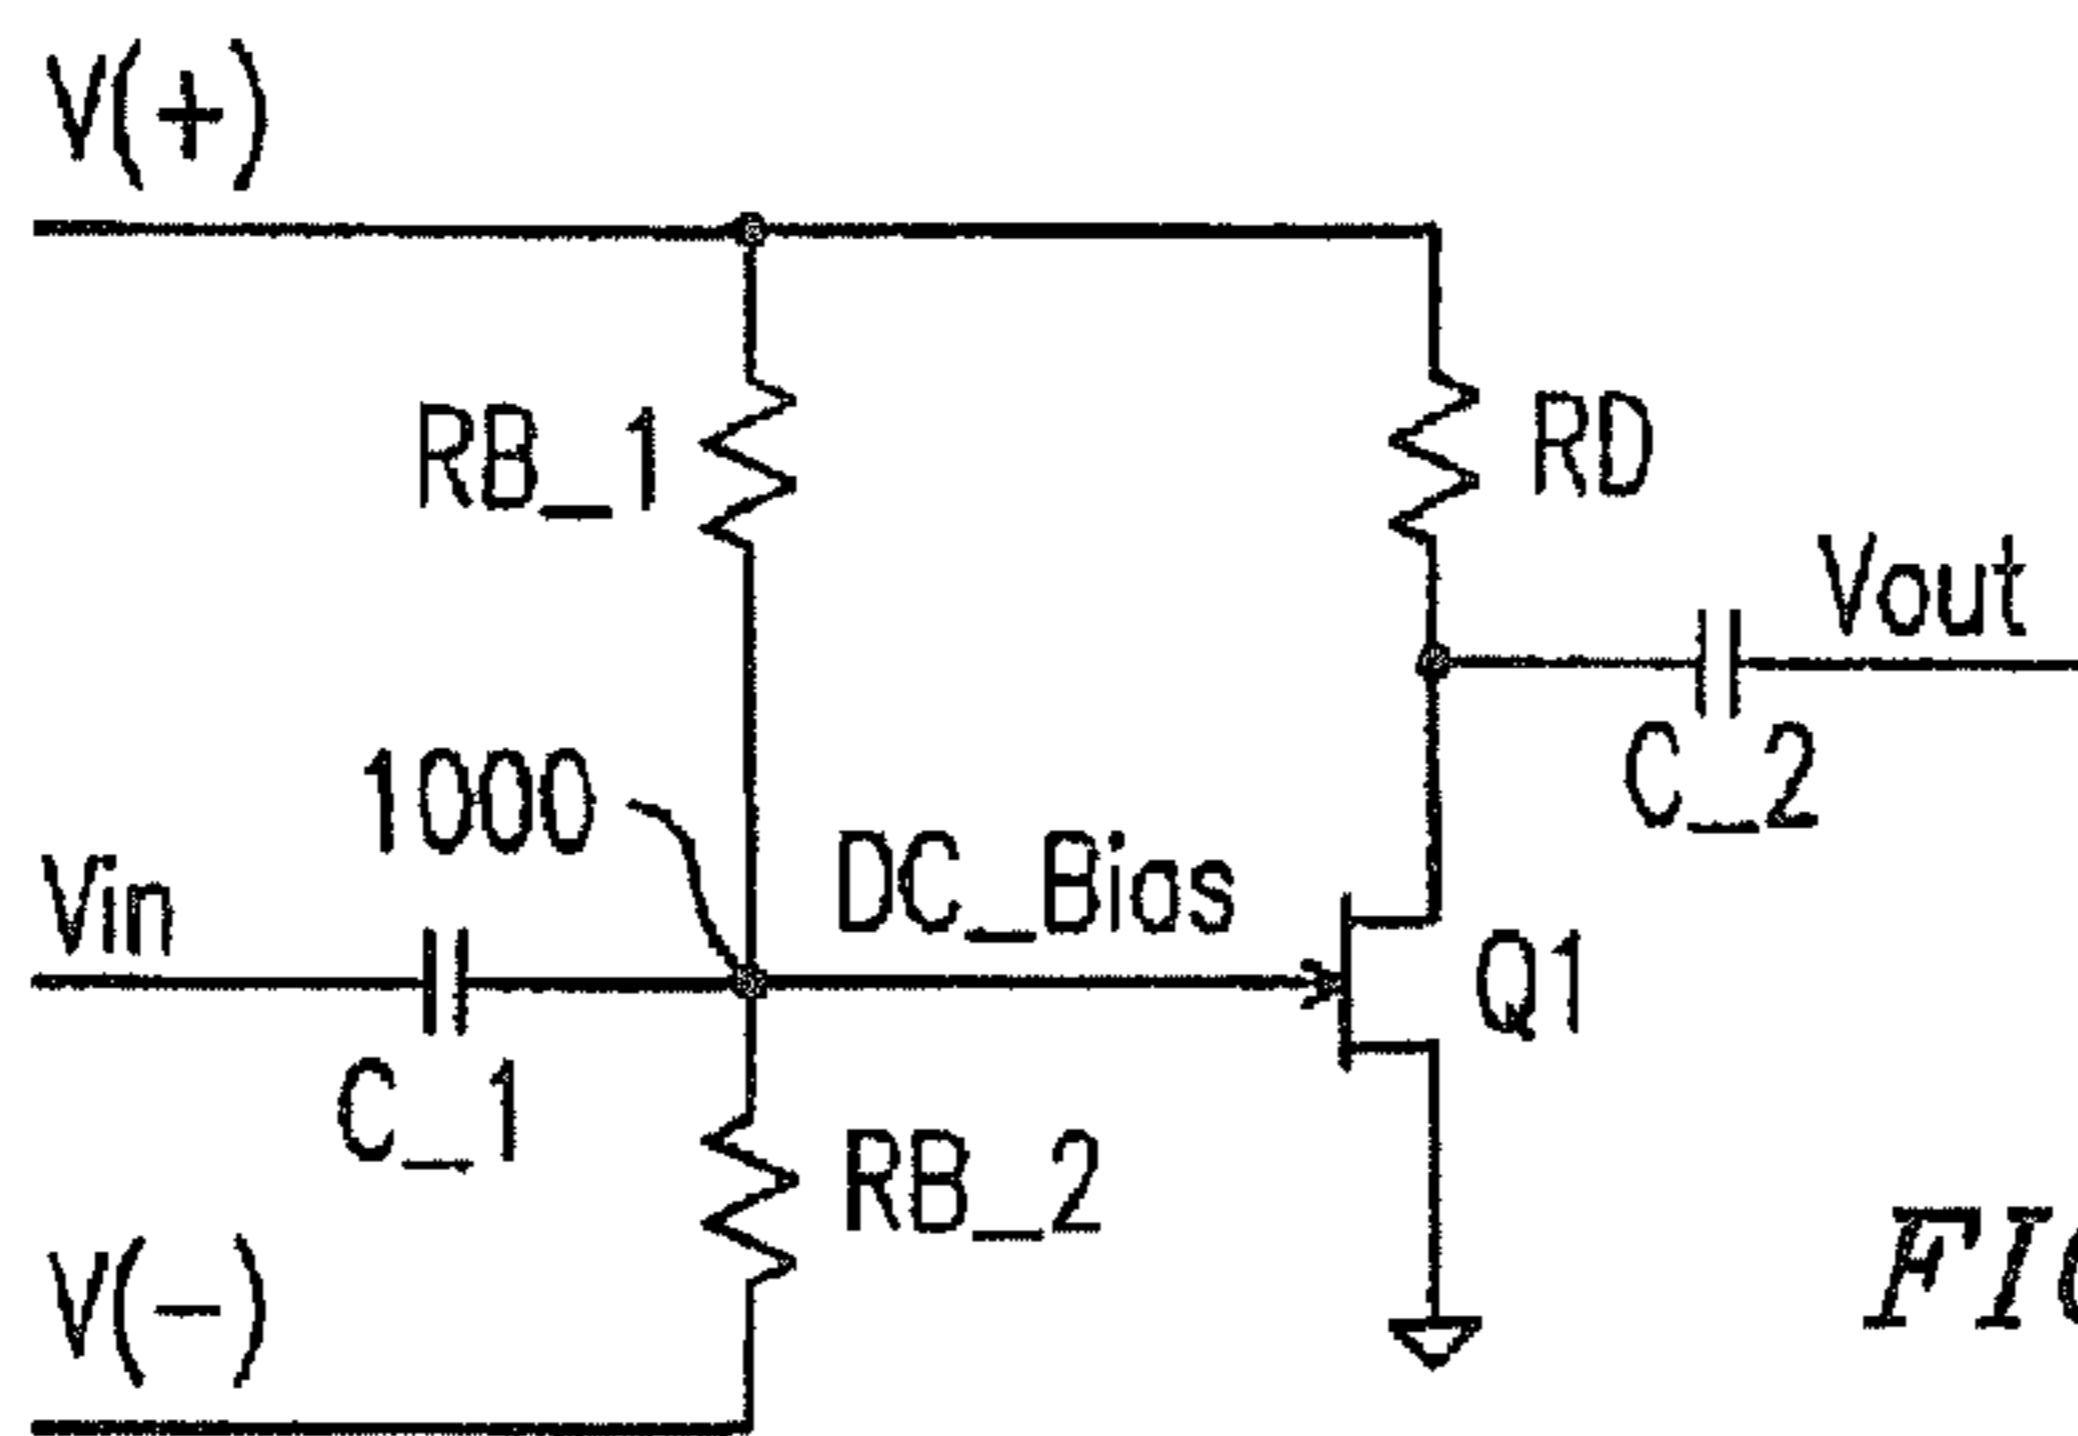 V(+)
RB_1
RD
Vout
1000
C_2
Vin
DC_Bias
Q1
C_1
RB_2
V(-)